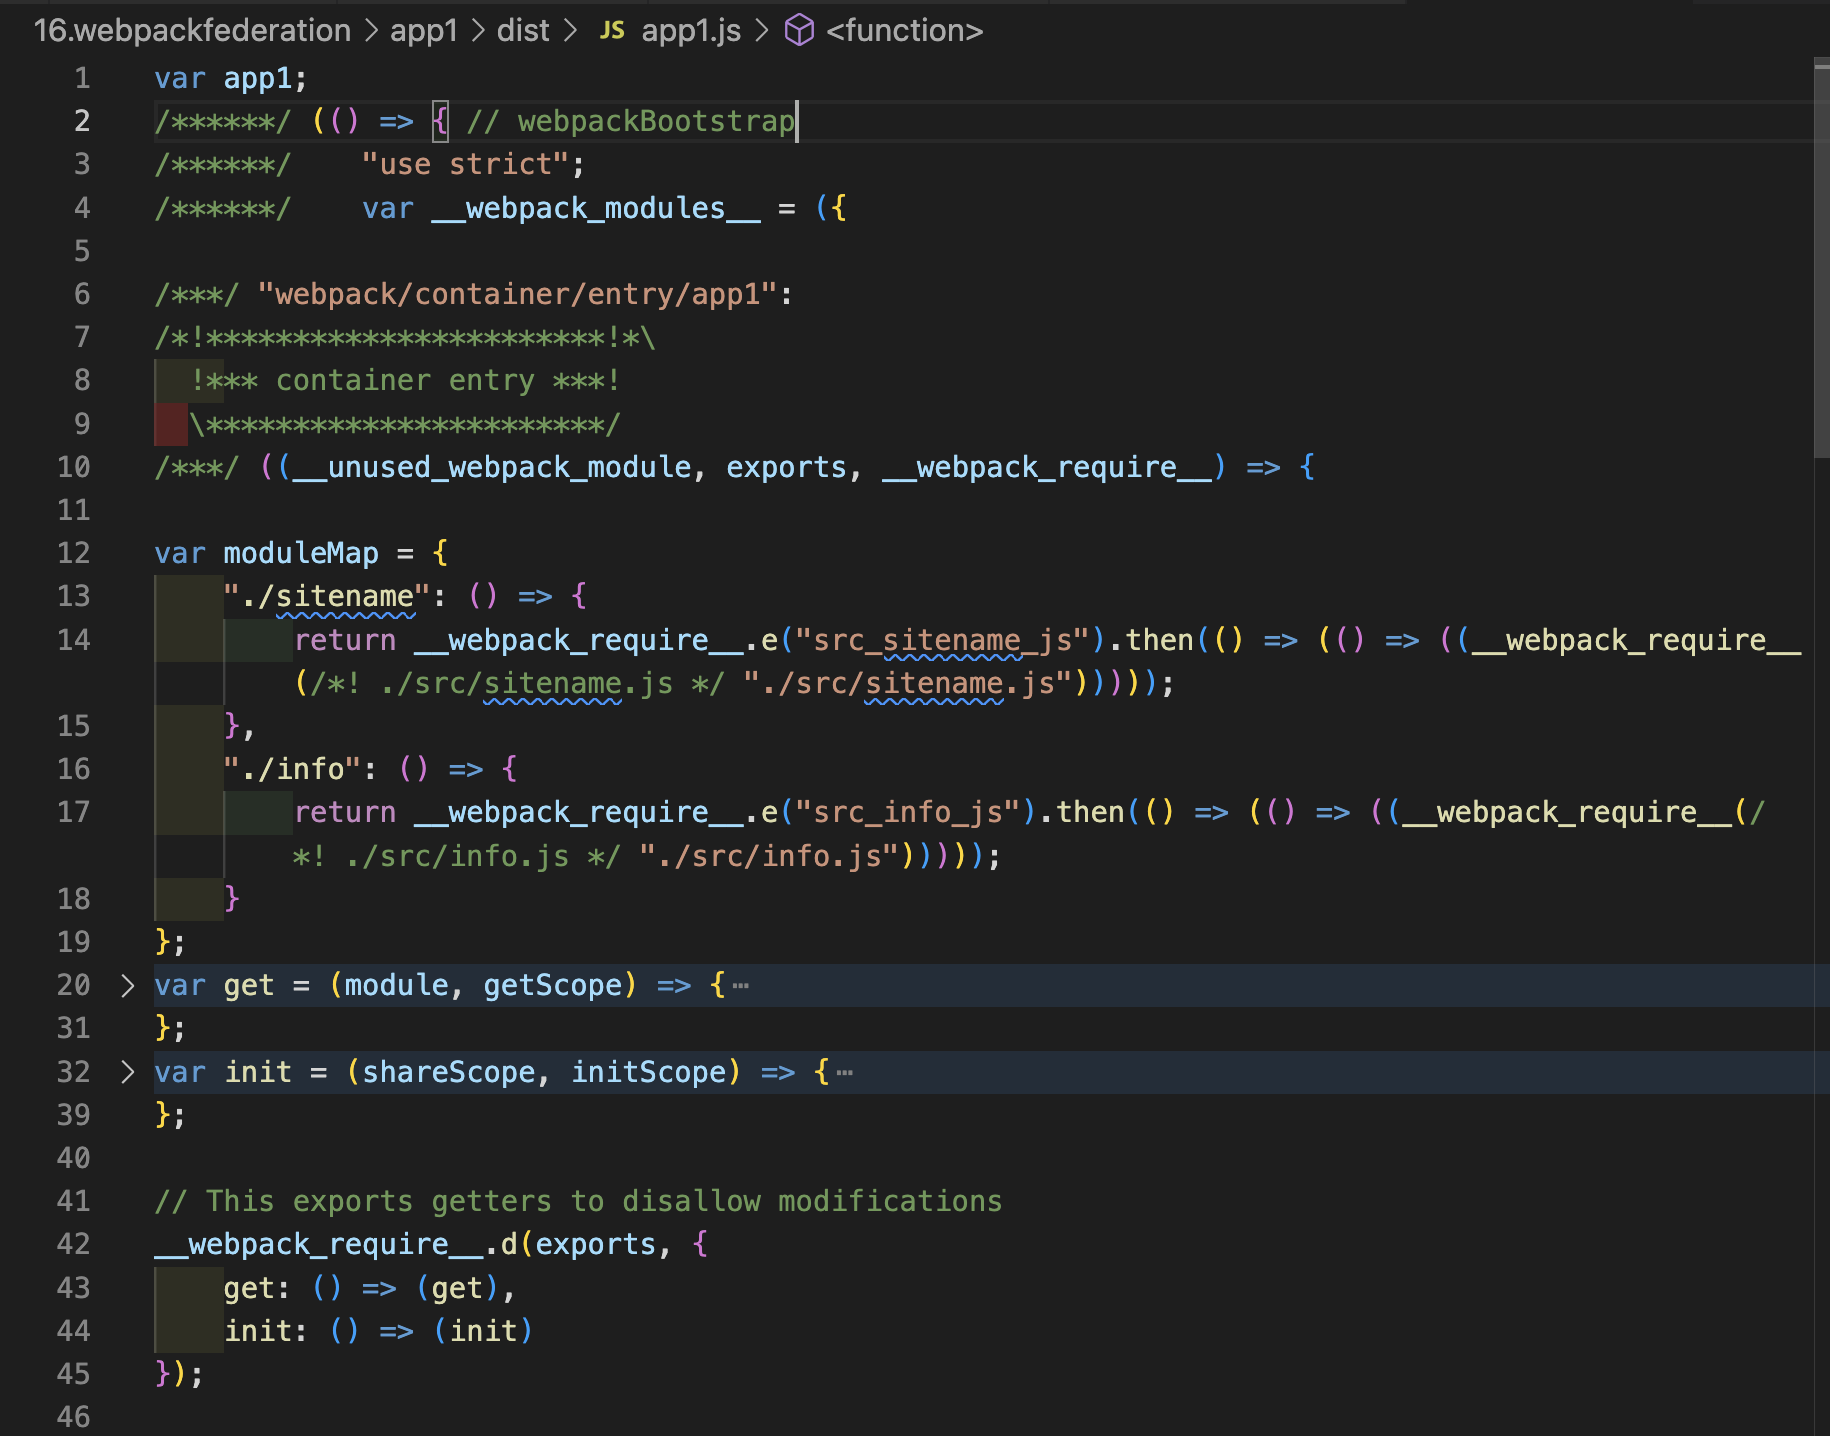 16.webpackfederation > app1 > dist > JS app1.js > <function>
1 var app1;
2 /******/ (() => { // webpackBootstrap
3 /******/ "use strict";
4 /******/ var __webpack_modules__ = ({
5
6 /***/ "webpack/container/entry/app1":
7 /*!***********************!*\
8 !*** container entry ***!
9 \***********************/
10 /***/ ((__unused_webpack_module, exports, __webpack_require__) => {
11
12 var moduleMap = {
13 "./sitename": () => {
14 return __webpack_require__.e("src_sitename_js").then(() => (() => ((__webpack_require__
(/*! ./src/sitename.js */ "./src/sitename.js")))));
15 },
16 "./info": () => {
17 return __webpack_require__.e("src_info_js").then(() => (() => ((__webpack_require__(/
*! ./src/info.js */ "./src/info.js")))));
18 }
19 };
20 > var get = (module, getScope) => {⋯
31 };
32 > var init = (shareScope, initScope) => {⋯
39 };
40
41 // This exports getters to disallow modifications
42 __webpack_require__.d(exports, {
43 get: () => (get),
44 init: () => (init)
45 });
46